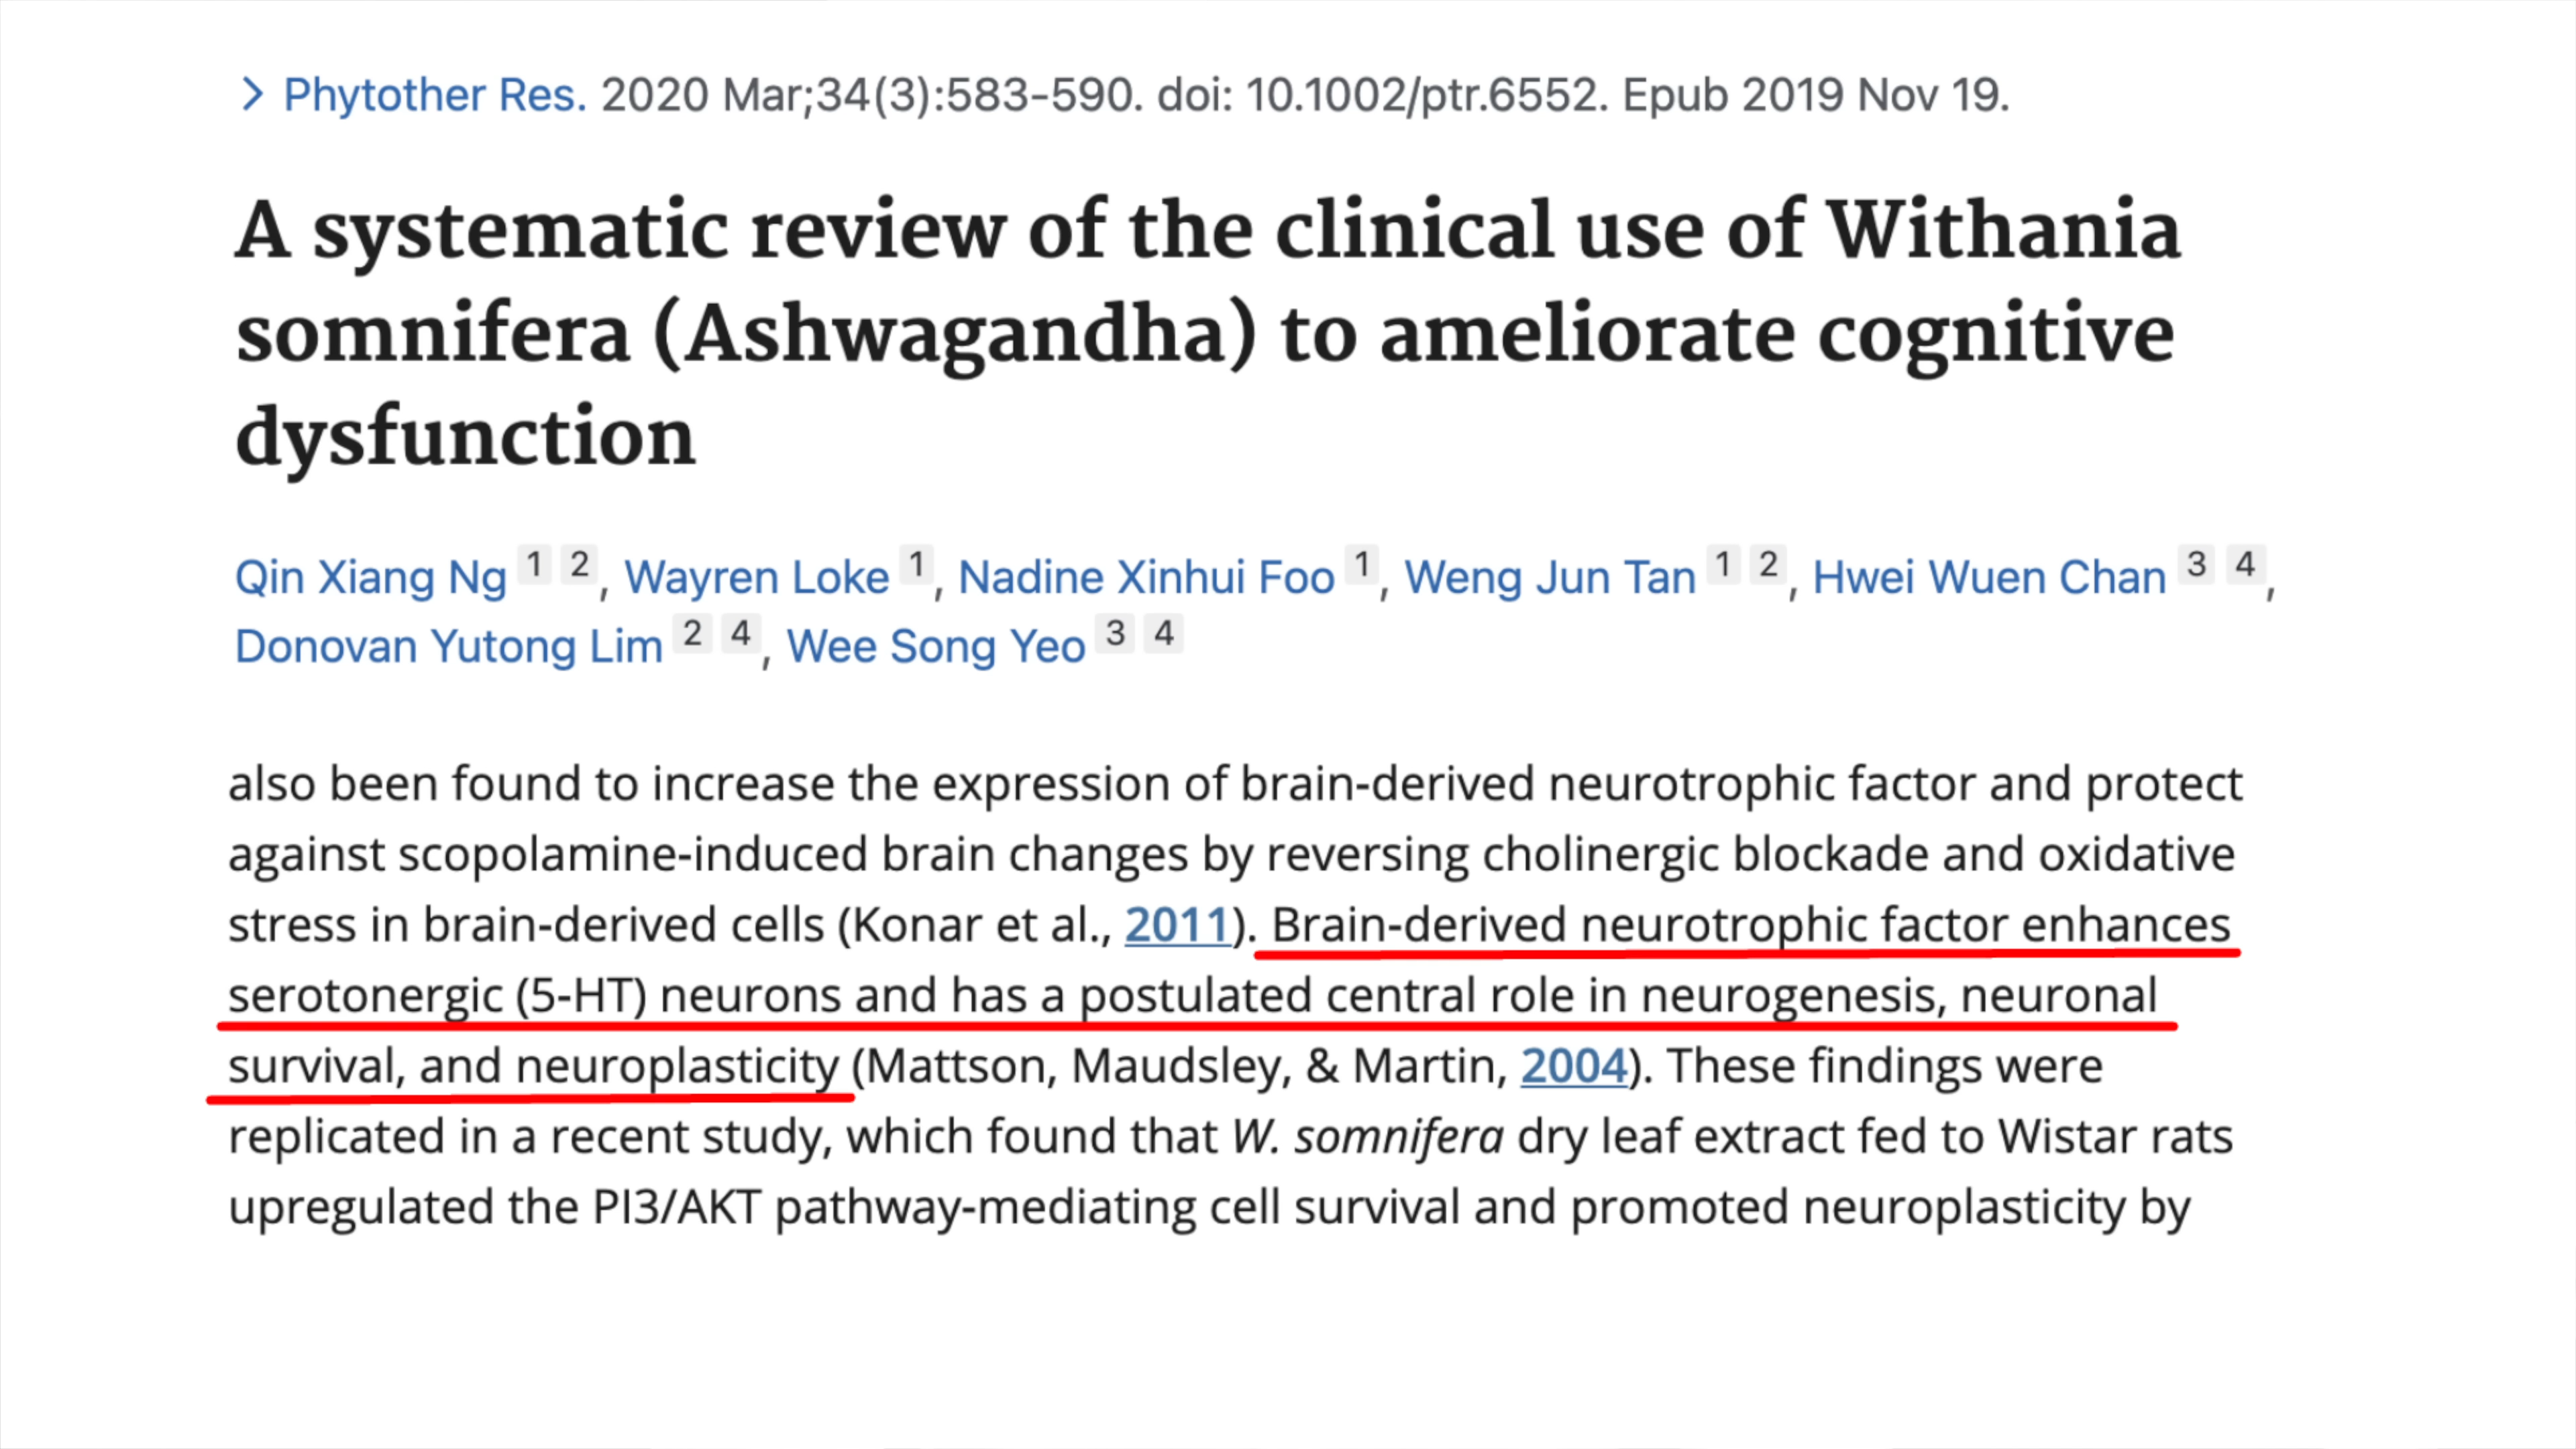 > Phytother Res. 2020 Mar;34(3):583-590. doi: 10.1002/ptr.6552. Epub 2019 Nov 19.
A systematic review of the clinical use of Withania
somnifera (Ashwagandha) to ameliorate cognitive
dysfunction
Qin Xiang Ng 1 2, Wayren Loke 1, Nadine Xinhui Foo 1, Weng Jun Tan 1 2, Hwei Wuen Chan 3 4,
Donovan Yutong Lim 2 4, Wee Song Yeo 3 4
also been found to increase the expression of brain-derived neurotrophic factor and protect
against scopolamine-induced brain changes by reversing cholinergic blockade and oxidative
stress in brain-derived cells (Konar et al., 2011). Brain-derived neurotrophic factor enhances
serotonergic (5-HT) neurons and has a postulated central role in neurogenesis, neuronal
survival, and neuroplasticity (Mattson, Maudsley, & Martin, 2004). These findings were
replicated in a recent study, which found that W. somnifera dry leaf extract fed to Wistar rats
upregulated the PI3/AKT pathway-mediating cell survival and promoted neuroplasticity by